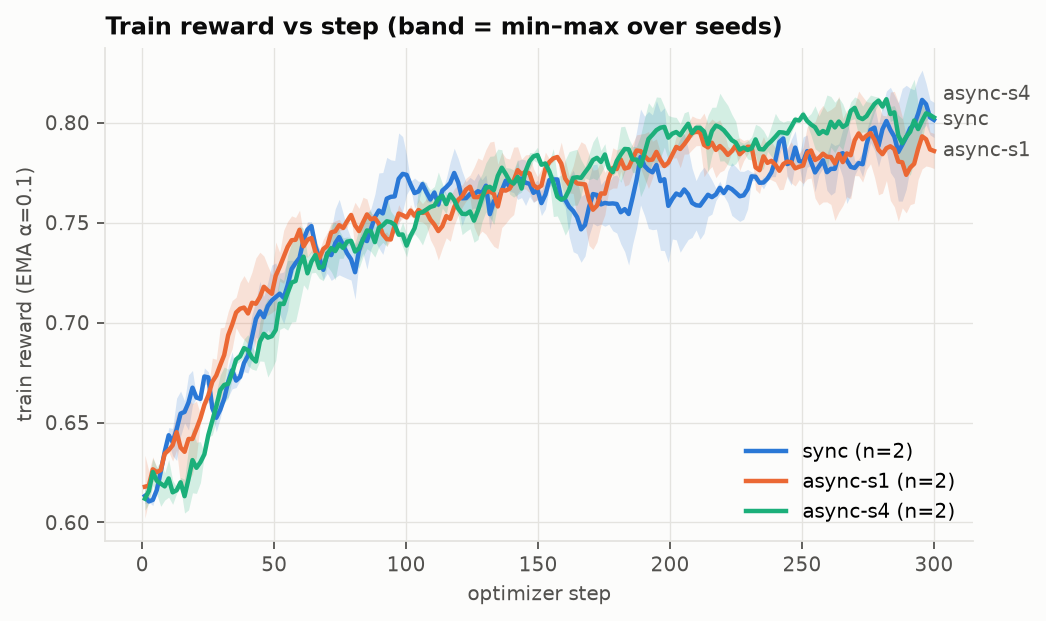 Train reward vs step (band = min–max over seeds)
train reward (EMA α=0.1)
0.80
0.75
0.70
0.65
0.60
async-s4
sync
async-s1
sync (n=2)
async-s1 (n=2)
async-s4 (n=2)
0 50 100 150 200 250 300
optimizer step